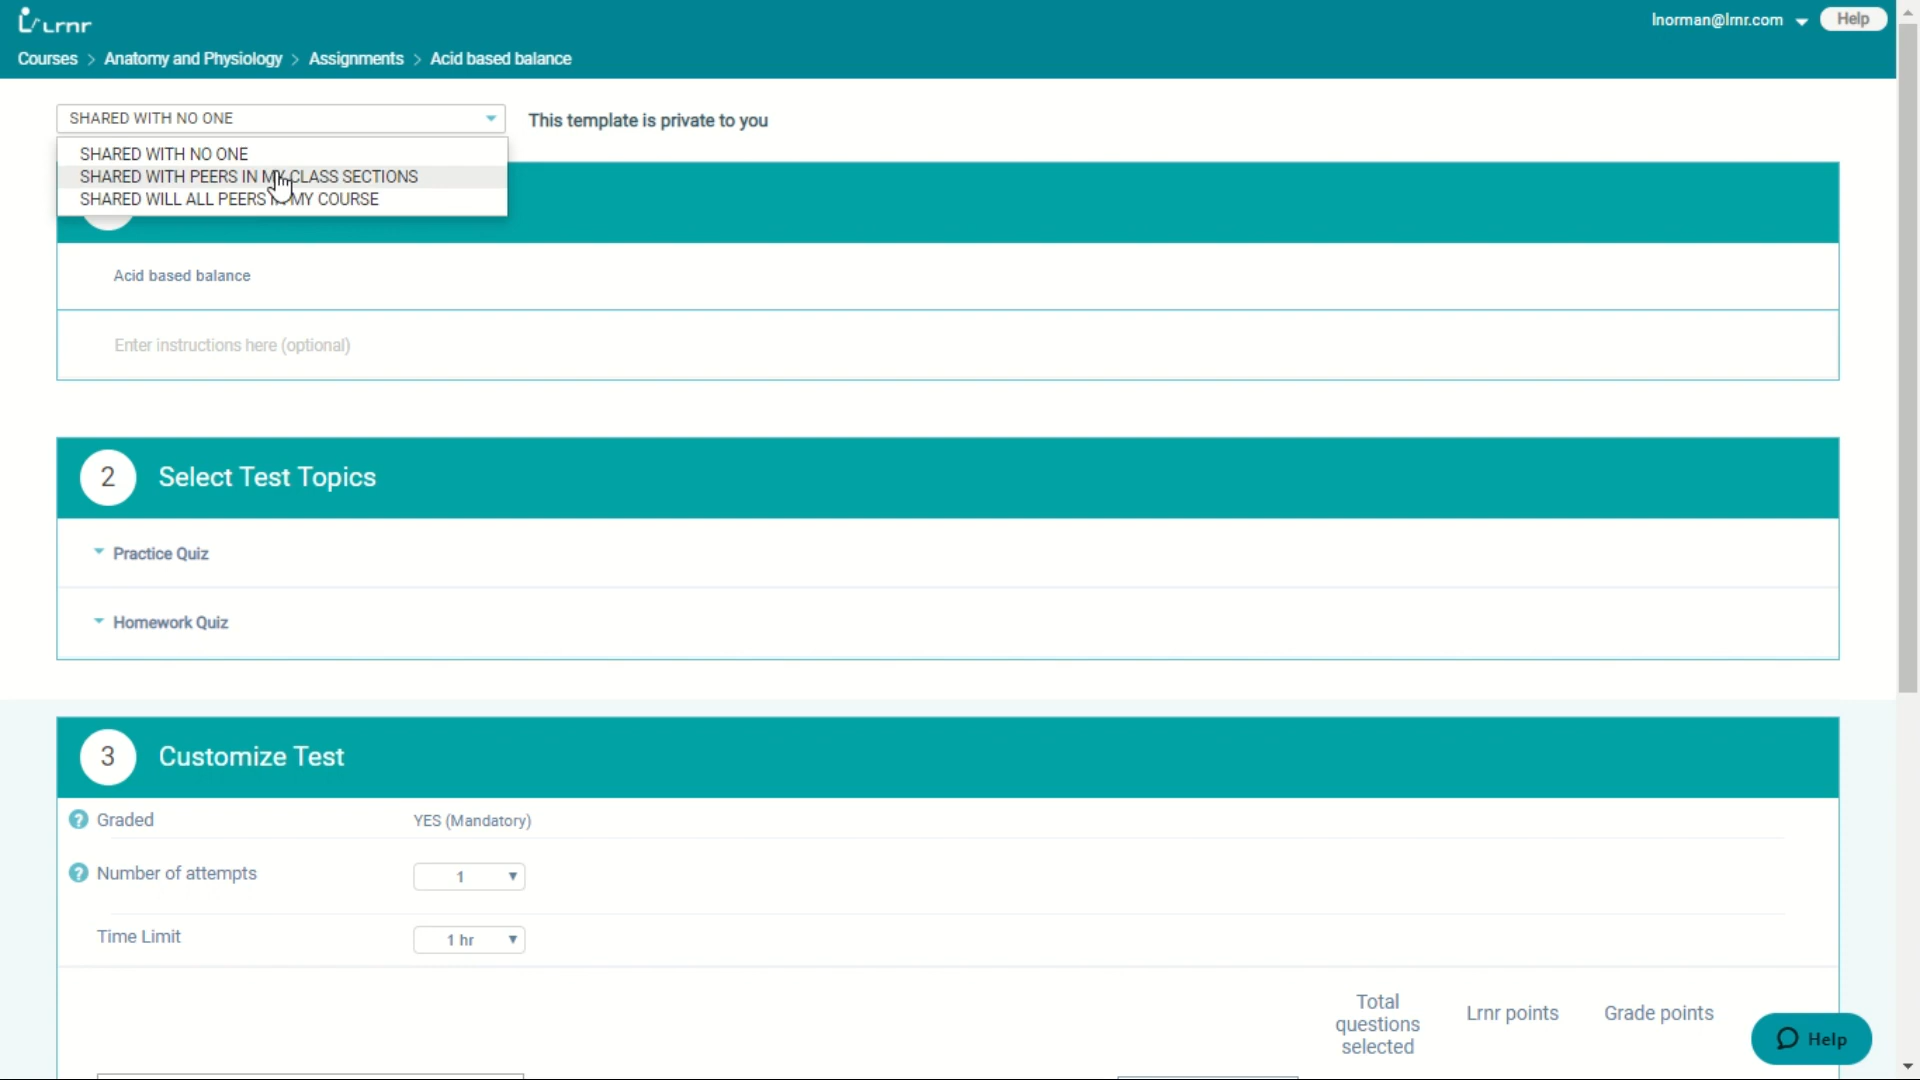 Lrnr
lnorman@lrnr.com
Help
Courses > Anatomy and Physiology > Assignments > Acid based balance
SHARED WITH NO ONE
This template is private to you
SHARED WITH NO ONE
SHARED WITH PEERS IN MY CLASS SECTIONS
SHARED WILL ALL PEERS IN MY COURSE
Acid based balance
Enter instructions here (optional)
2 Select Test Topics
Practice Quiz
Homework Quiz
3 Customize Test
? Graded YES (Mandatory)
? Number of attempts 1
Time Limit 1 hr
Total
questions
selected
Lrnr points
Grade points
Help